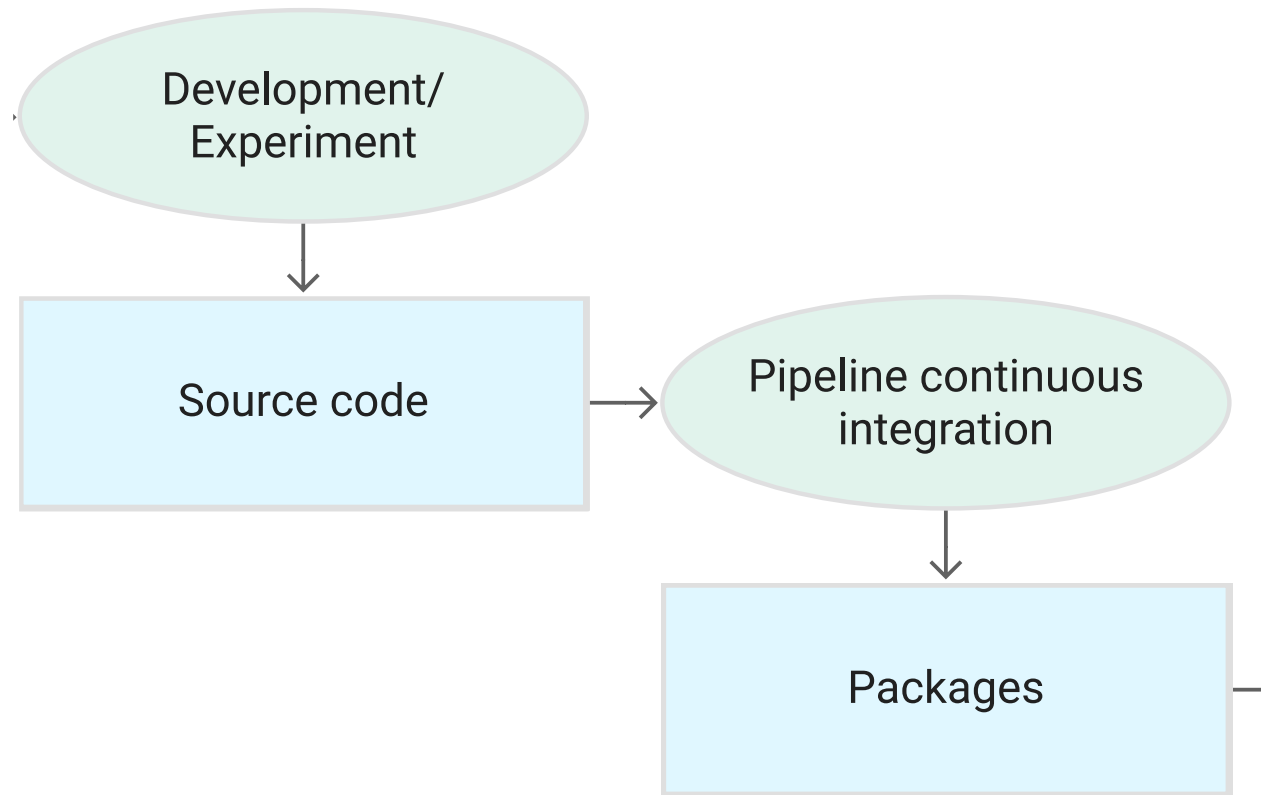 Development/
Experiment
Source code
Pipeline continuous
integration
Packages